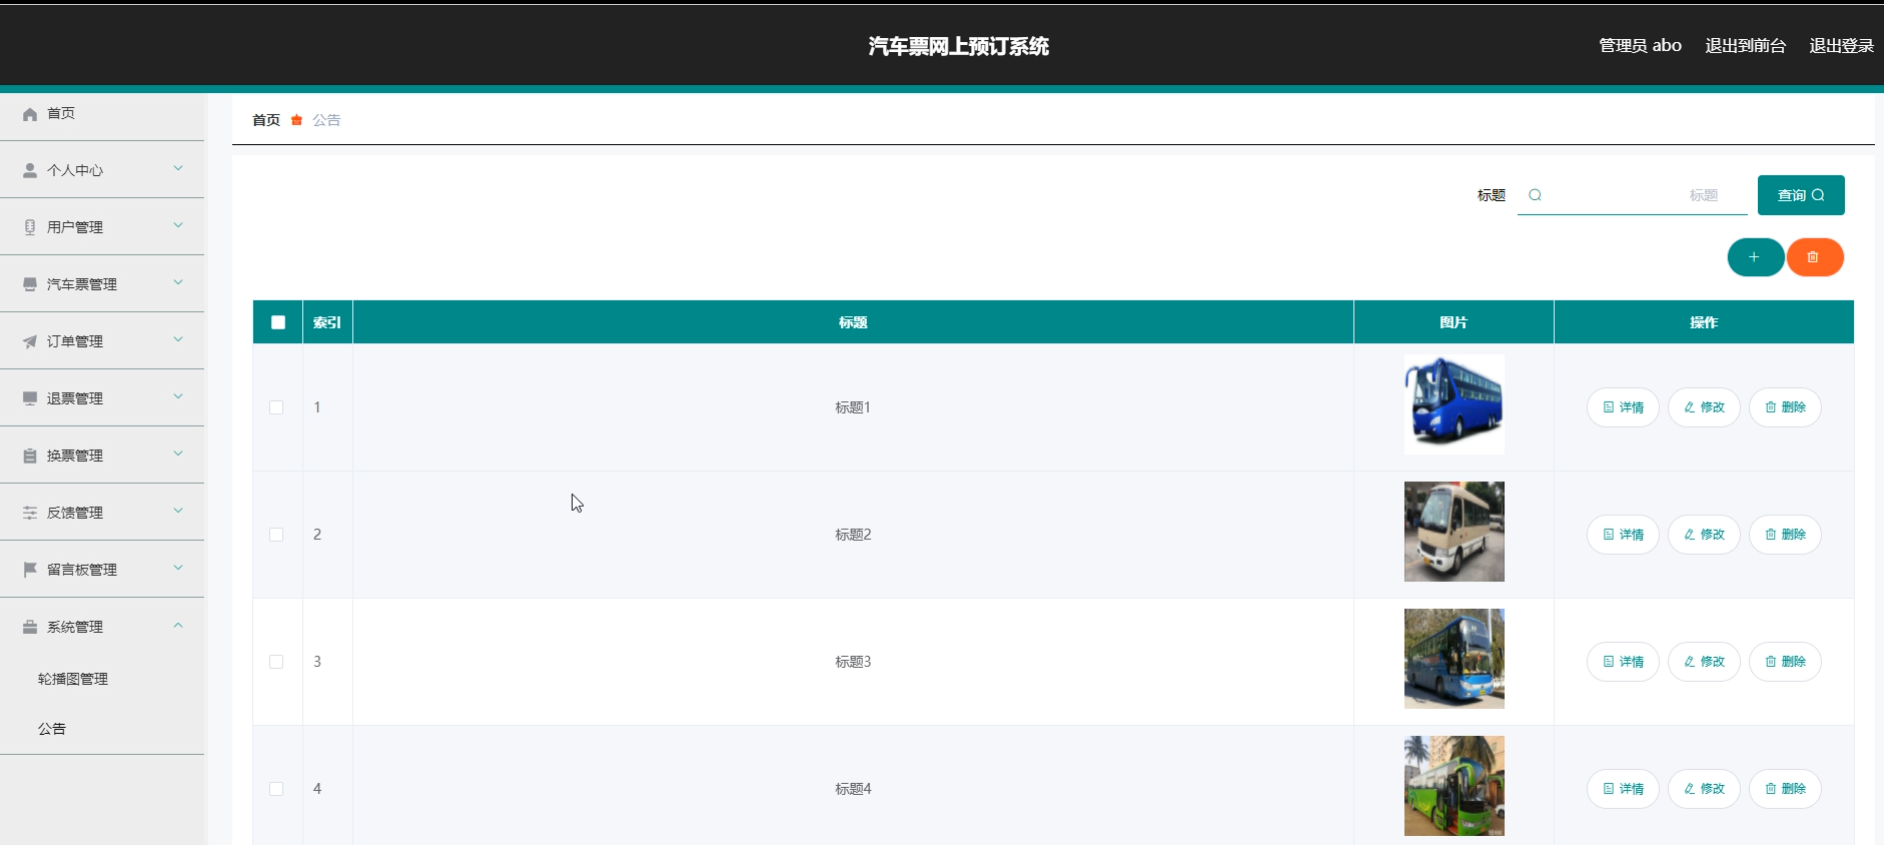 汽车票网上预订系统
管理员 abo 退出到前台 退出登录
首页
个人中心
用户管理
汽车票管理
订单管理
退票管理
换票管理
反馈管理
留言板管理
系统管理
轮播图管理
公告
首页 公告
标题 标题 查询
+
索引 标题 图片 操作
1 标题1 详情 修改 删除
2 标题2 详情 修改 删除
3 标题3 详情 修改 删除
4 标题4 详情 修改 删除